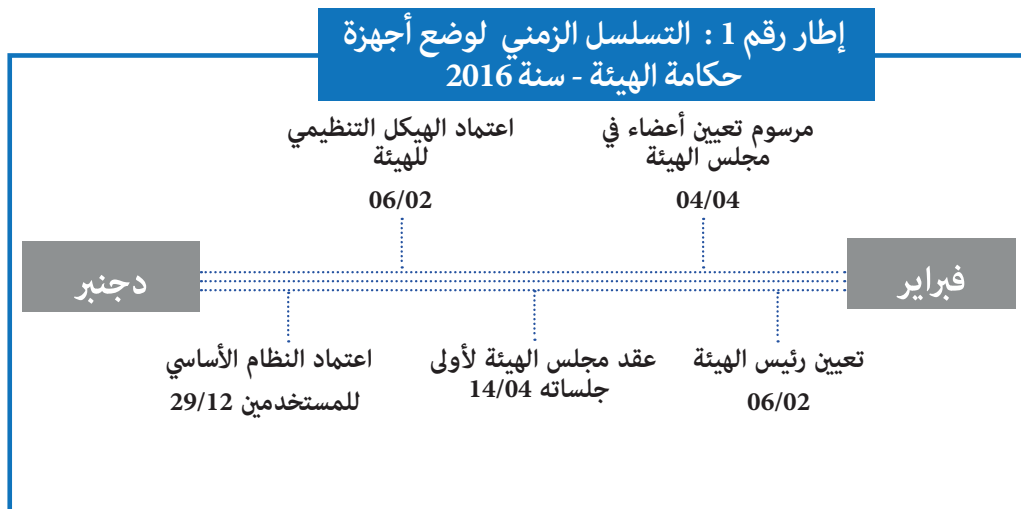 إطار رقم 1 : التسلسل الزمني لوضع أجهزة
حكامة الهيئة - سنة 2016
مرسوم تعيين أعضاء في
مجلس الهيئة
04/04
اعتماد الهيكل التنظيمي
للهيئة
06/02
فبراير
دجنبر
تعيين رئيس الهيئة
06/02
عقد مجلس الهيئة لأولى
جلساته 14/04
اعتماد النظام الأساسي
للمستخدمين 29/12